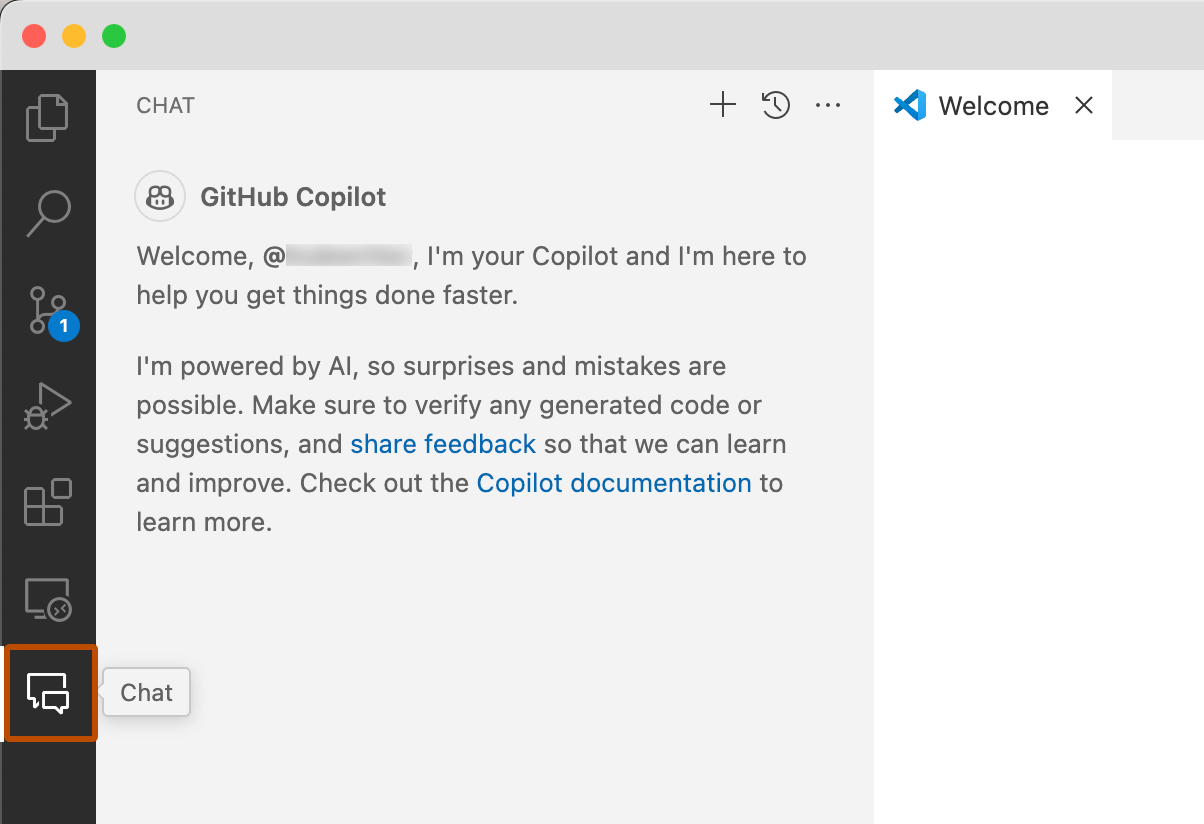 CHAT
Welcome
GitHub Copilot
Welcome, @, I'm your Copilot and I'm here to
help you get things done faster.
I'm powered by AI, so surprises and mistakes are
possible. Make sure to verify any generated code or
suggestions, and share feedback so that we can learn
and improve. Check out the Copilot documentation to
learn more.
1
Chat